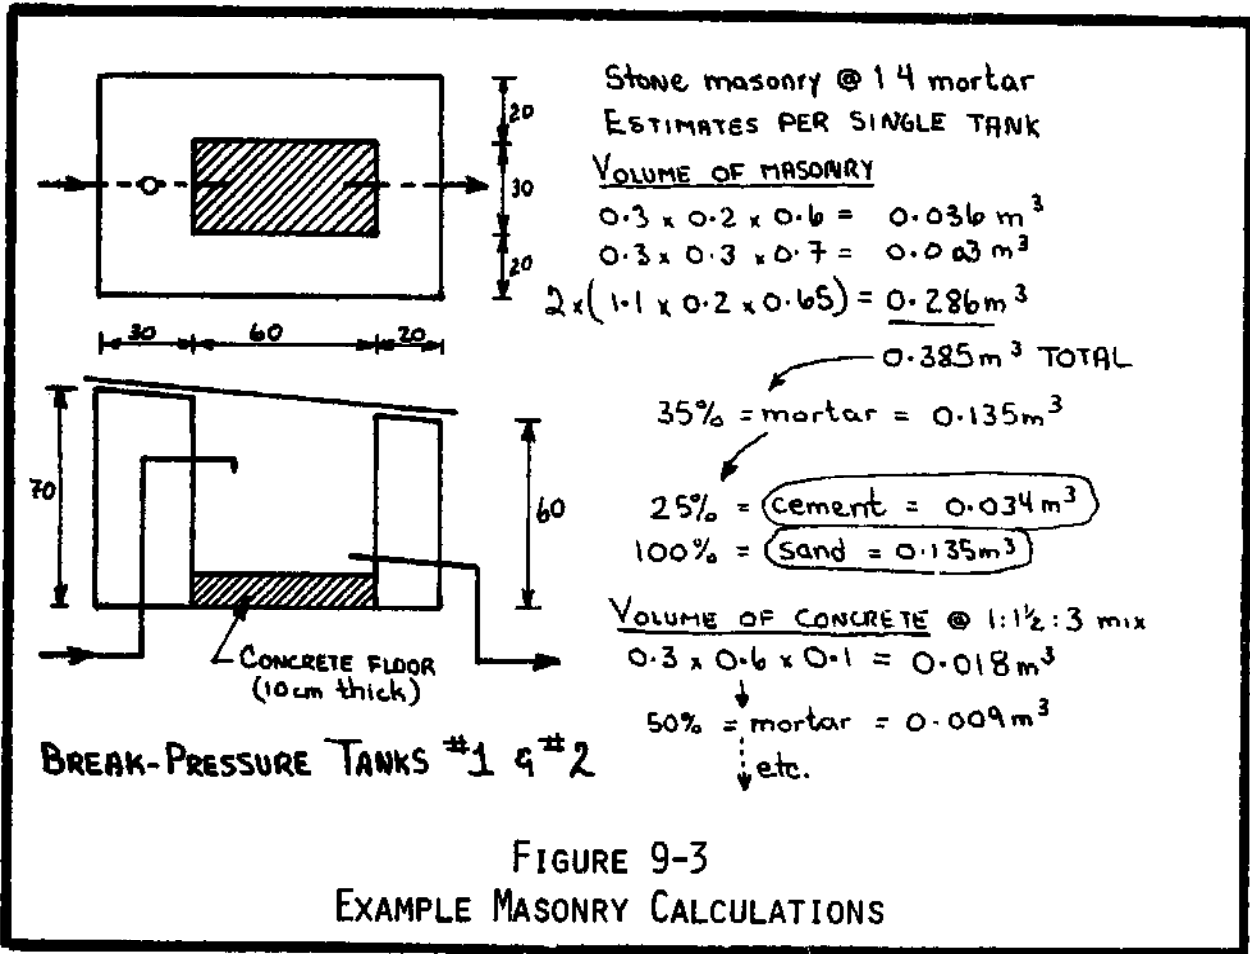 20
30
20
30 60 20
70
60
CONCRETE FLOOR
(10 cm thick)
BREAK-PRESSURE TANKS #1 & #2
Stone masonry @ 1 4 mortar
ESTIMATES PER SINGLE TANK
VOLUME OF MASONRY
0.3 x 0.2 x 0.6 = 0.036 m³
0.3 x 0.3 x 0.7 = 0.063 m³
2 x (1.1 x 0.2 x 0.65) = 0.286 m³
0.385 m³ TOTAL
35% = mortar = 0.135 m³
25% = cement = 0.034 m³
100% = sand = 0.135 m³
VOLUME OF CONCRETE @ 1:1½:3 mix
0.3 x 0.6 x 0.1 = 0.018 m³
50% = mortar = 0.009 m³
etc.
FIGURE 9-3
EXAMPLE MASONRY CALCULATIONS